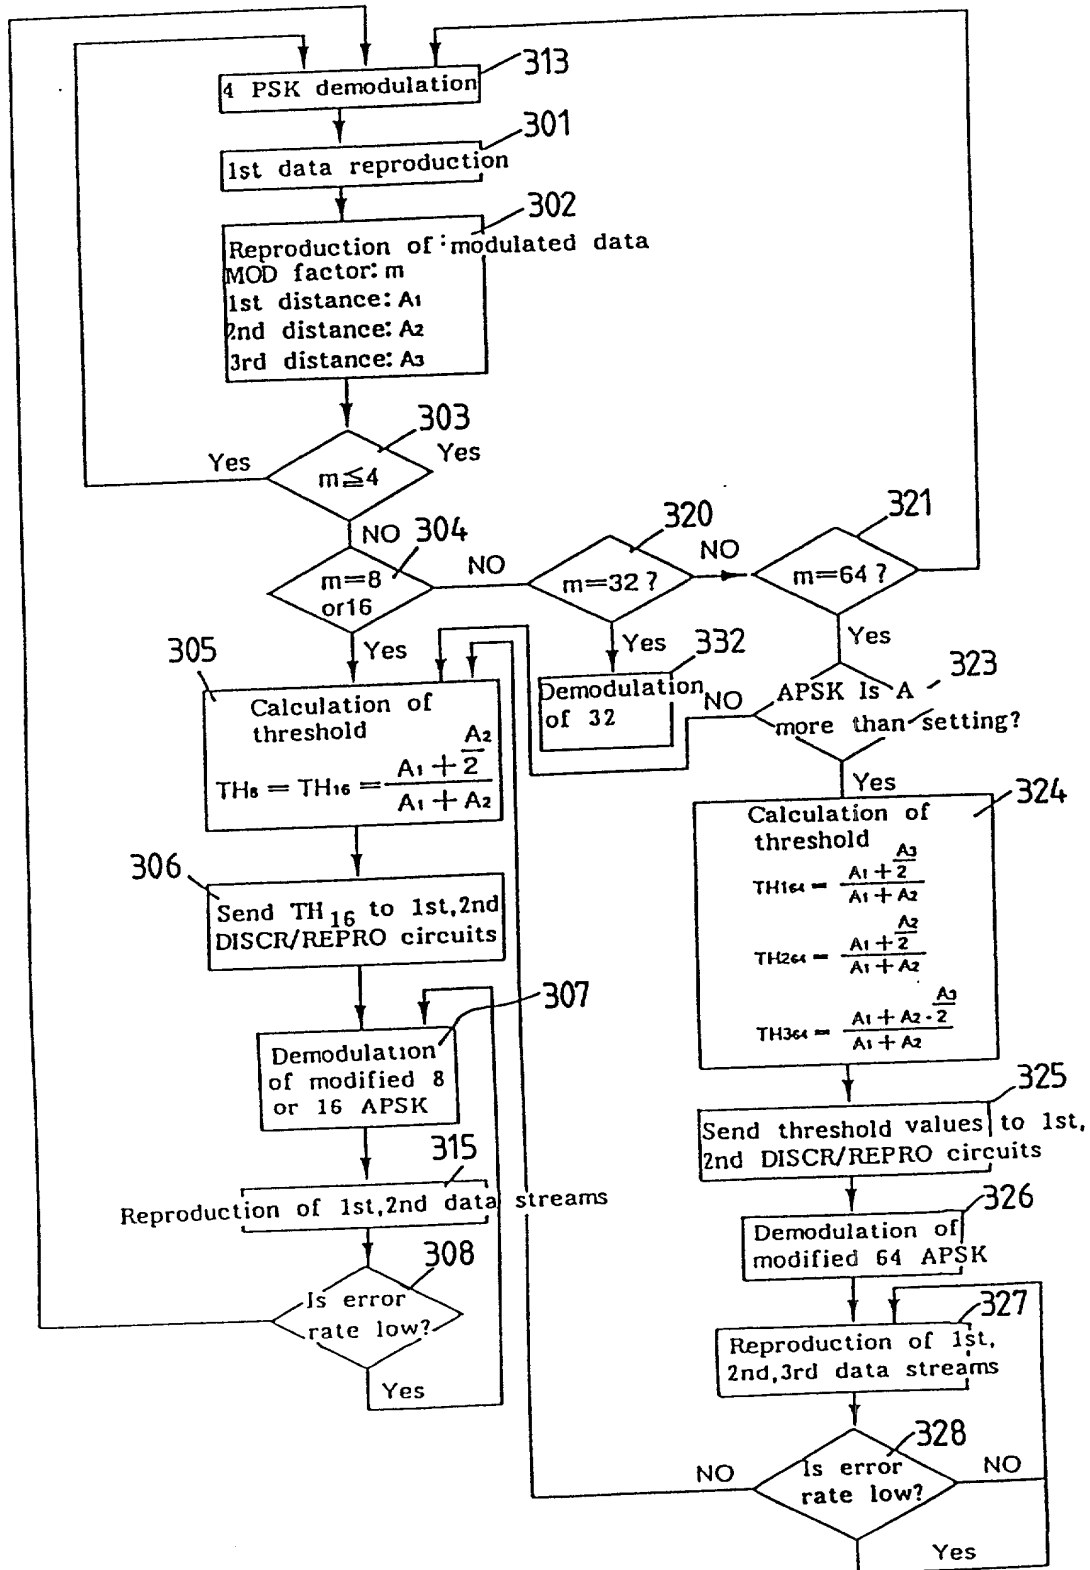 313
4 PSK demodulation
301
1st data reproduction
302
Reproduction of:modulated data
MOD factor: m
1st distance: A1
2nd distance: A2
3rd distance: A3
303
Yes
Yes
m≦4
NO
304
m=8
or16
NO
320
m=32?
NO
321
m=64?
Yes
Yes
Yes
305
Calculation of
threshold
TH8 = TH16 = (A1 + A2/2) / (A1 + A2)
332
Demodulation
of 32
NO
323
APSK Is A
more than setting?
Yes
324
Calculation of
threshold
TH164 = (A1 + A3/2) / (A1 + A2)
TH264 = (A1 + A2/2) / (A1 + A2)
TH364 = (A1 + A2 - A3/2) / (A1 + A2)
306
Send TH16 to 1st,2nd
DISCR/REPRO circuits
307
Demodulation
of modified 8
or 16 APSK
315
Reproduction of 1st,2nd data streams
308
Is error
rate low?
Yes
325
Send threshold values to 1st,
2nd DISCR/REPRO circuits
326
Demodulation of
modified 64 APSK
327
Reproduction of 1st,
2nd,3rd data streams
328
NO
Is error
rate low?
NO
Yes